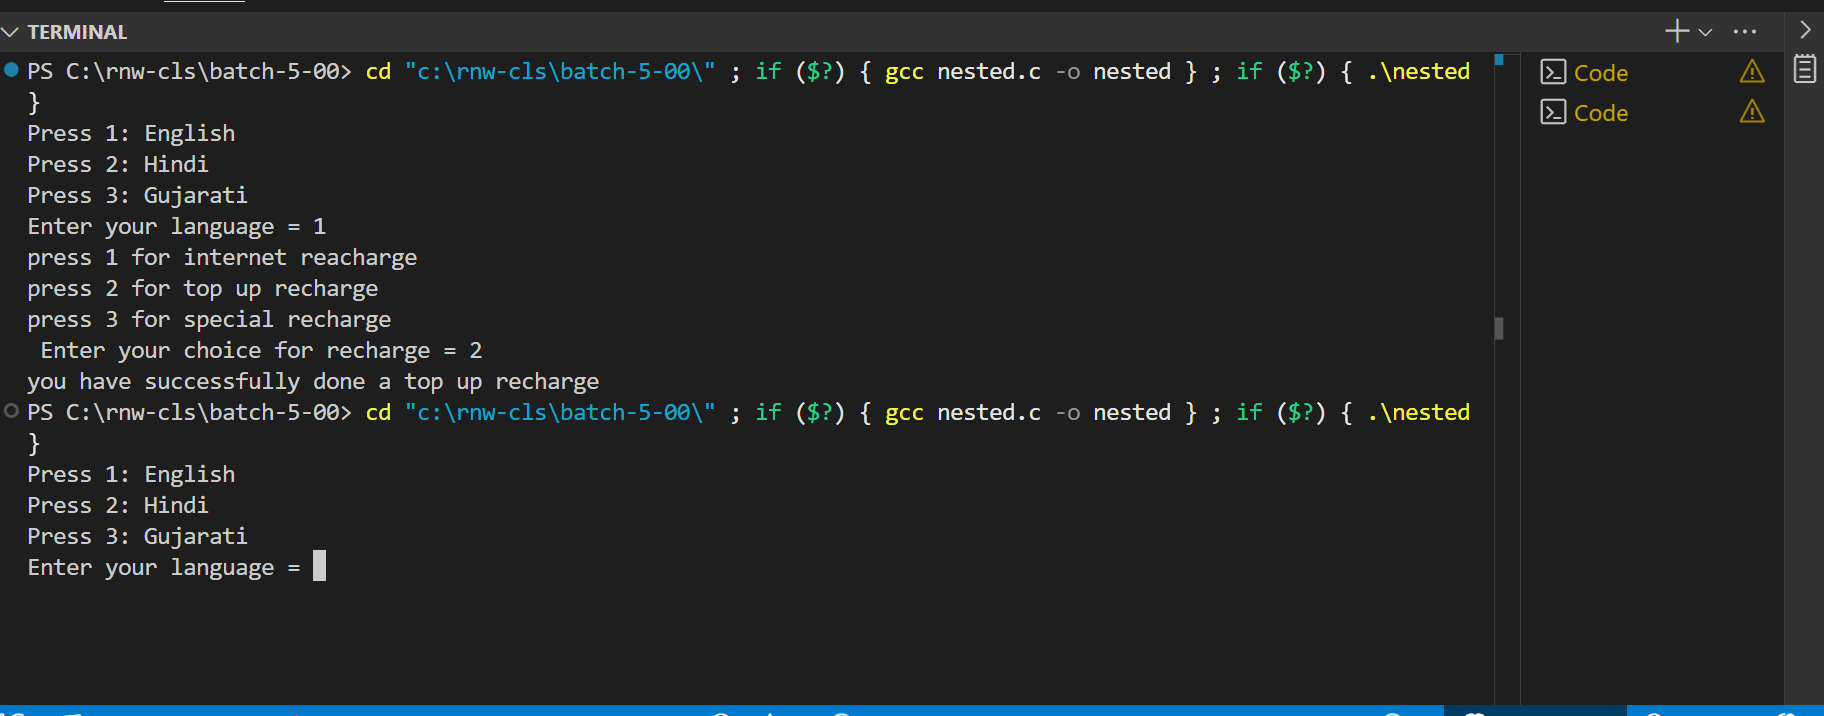 TERMINAL
PS C:\rnw-cls\batch-5-00> cd "c:\rnw-cls\batch-5-00\" ; if ($?) { gcc nested.c -o nested } ; if ($?) { .\nested
}
Press 1: English
Press 2: Hindi
Press 3: Gujarati
Enter your language = 1
press 1 for internet reacharge
press 2 for top up recharge
press 3 for special recharge
 Enter your choice for recharge = 2
you have successfully done a top up recharge
PS C:\rnw-cls\batch-5-00> cd "c:\rnw-cls\batch-5-00\" ; if ($?) { gcc nested.c -o nested } ; if ($?) { .\nested
}
Press 1: English
Press 2: Hindi
Press 3: Gujarati
Enter your language =
Code
Code